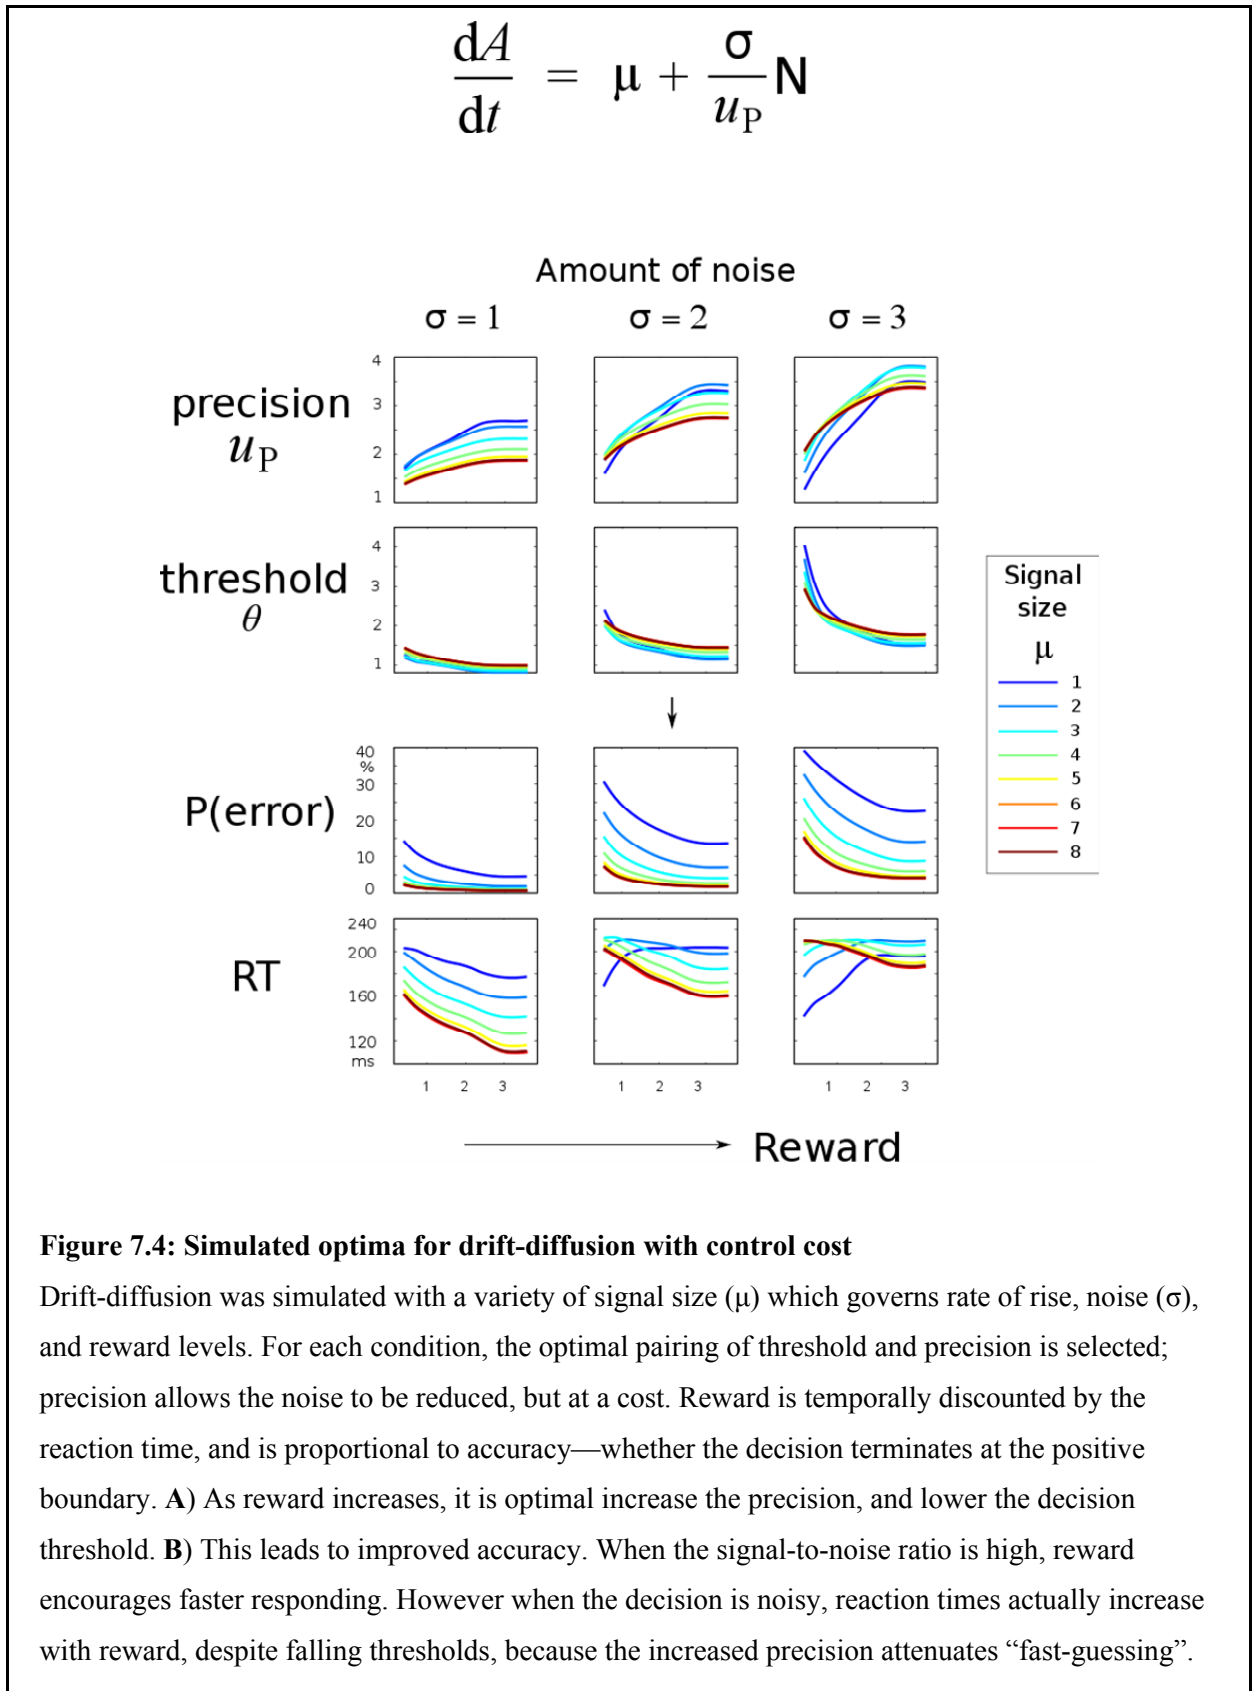 dA/dt = μ + σ/uP N
Amount of noise
σ = 1 σ = 2 σ = 3
precision
uP
4
3
2
1
threshold
θ
4
3
2
1
Signal
size
μ
1
2
3
4
5
6
7
8
P(error)
40
%
30
20
10
0
RT
240
200
160
120
ms
1 2 3 1 2 3 1 2 3
Reward
Figure 7.4: Simulated optima for drift-diffusion with control cost
Drift-diffusion was simulated with a variety of signal size (μ) which governs rate of rise, noise (σ),
and reward levels. For each condition, the optimal pairing of threshold and precision is selected;
precision allows the noise to be reduced, but at a cost. Reward is temporally discounted by the
reaction time, and is proportional to accuracy—whether the decision terminates at the positive
boundary. A) As reward increases, it is optimal increase the precision, and lower the decision
threshold. B) This leads to improved accuracy. When the signal-to-noise ratio is high, reward
encourages faster responding. However when the decision is noisy, reaction times actually increase
with reward, despite falling thresholds, because the increased precision attenuates “fast-guessing”.